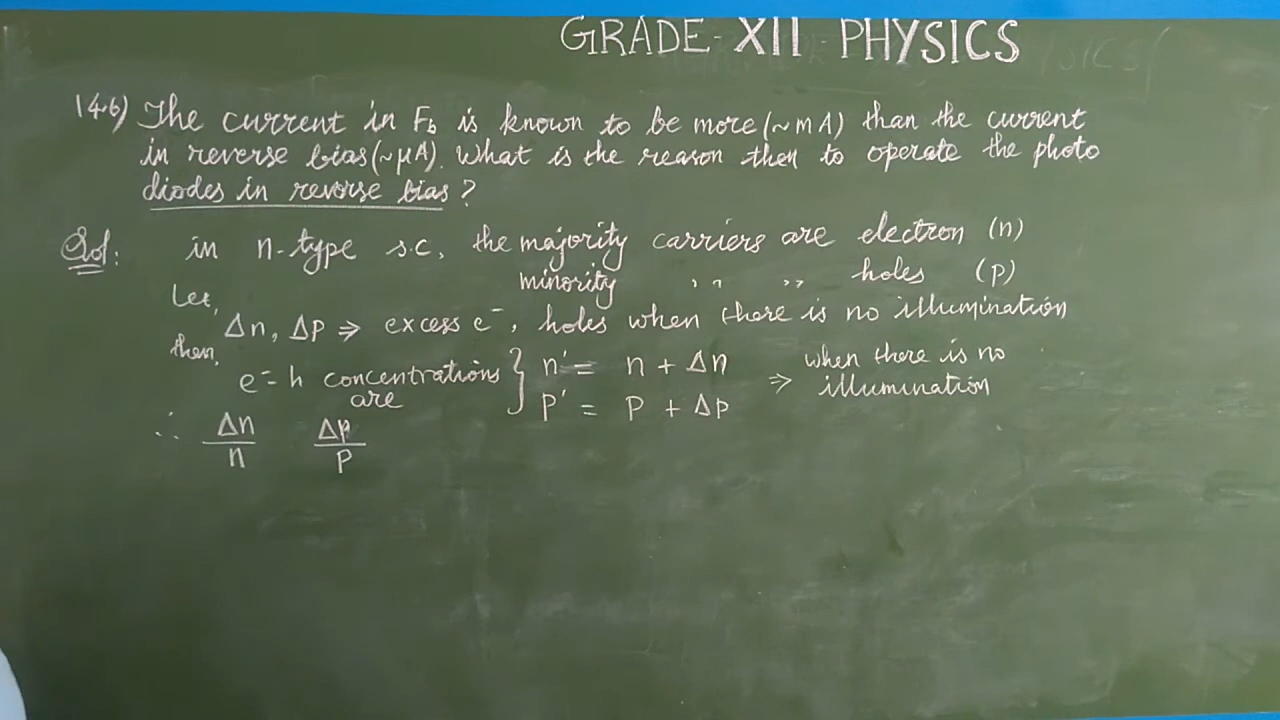 GRADE - XII - PHYSICS
14.6) The current in Fb is known to be more (~mA) than the current
in reverse bias (~μA). What is the reason then to operate the photo
diodes in reverse bias?
Sol: in n-type s.c, the majority carriers are electron (n)
minority ,, ,, holes (p)
Let,
Δn, Δp ⇒ excess e⁻, holes when there is no illumination
then,
e⁻- h concentrations are } n' = n + Δn ⇒ when there is no illumination
p' = p + Δp
∴ Δn/n Δp/p